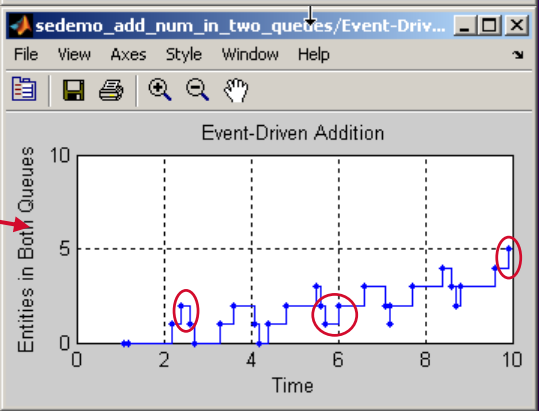 sedemo_add_num_in_two_queues/Event-Driv...
File View Axes Style Window Help
Event-Driven Addition
Entities in Both Queues
10
5
0
0 2 4 6 8 10
Time